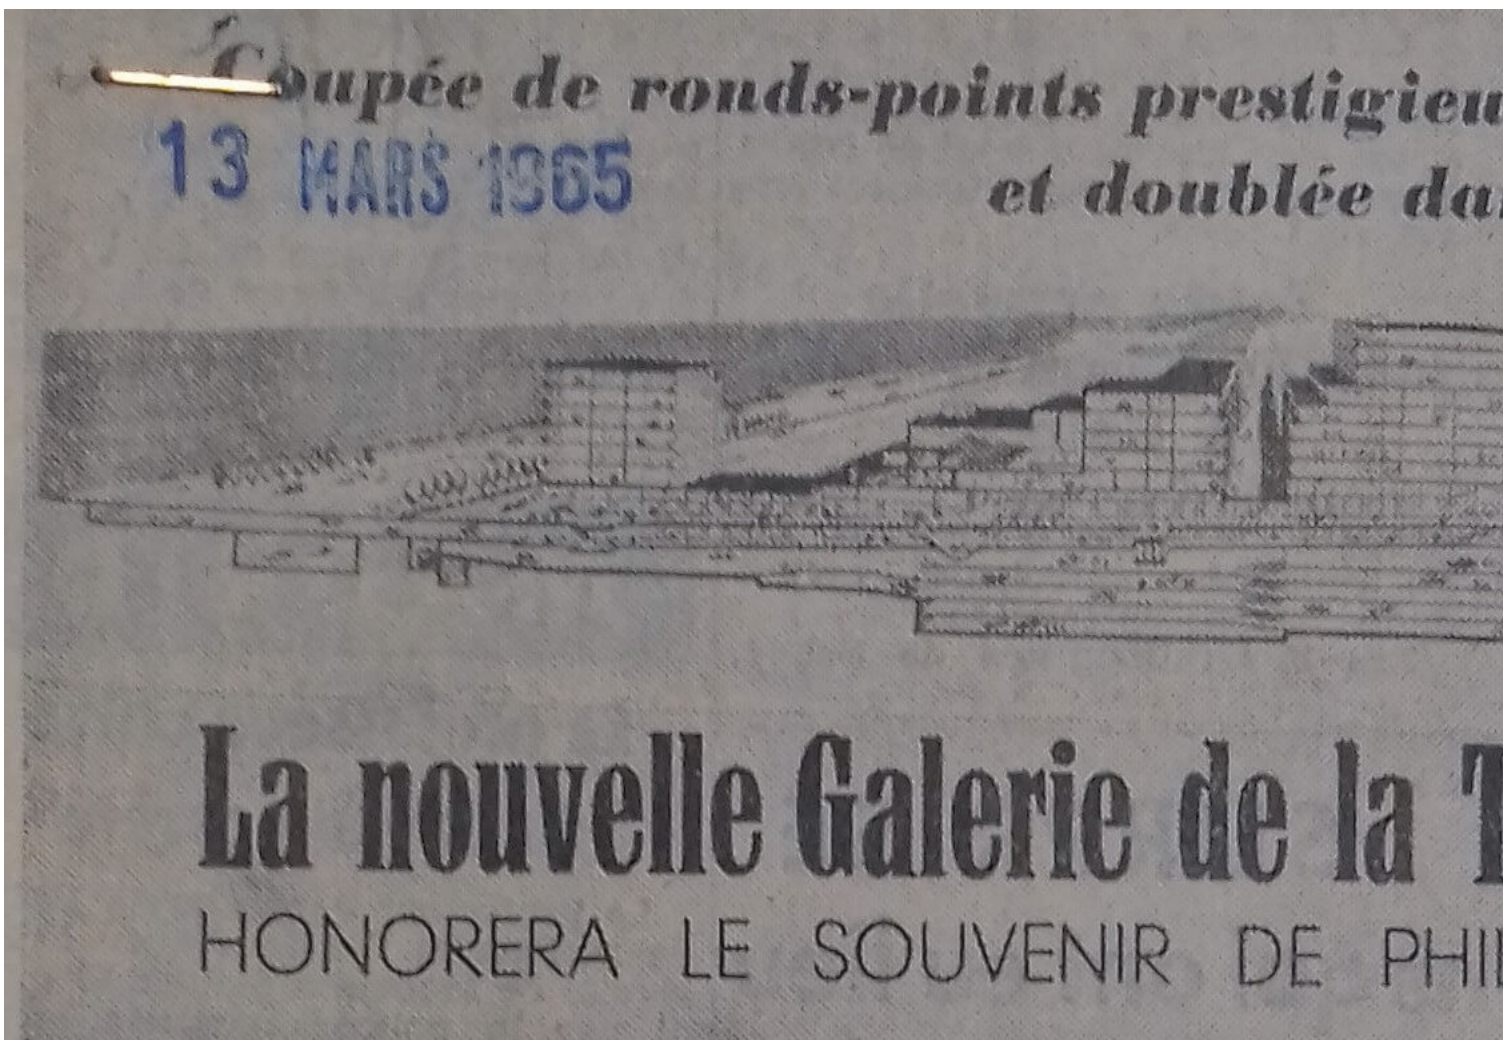 Coupée de ronds-points prestigieu
13 MARS 1965
et doublée da
La nouvelle Galerie de la T
HONORERA LE SOUVENIR DE PHIL